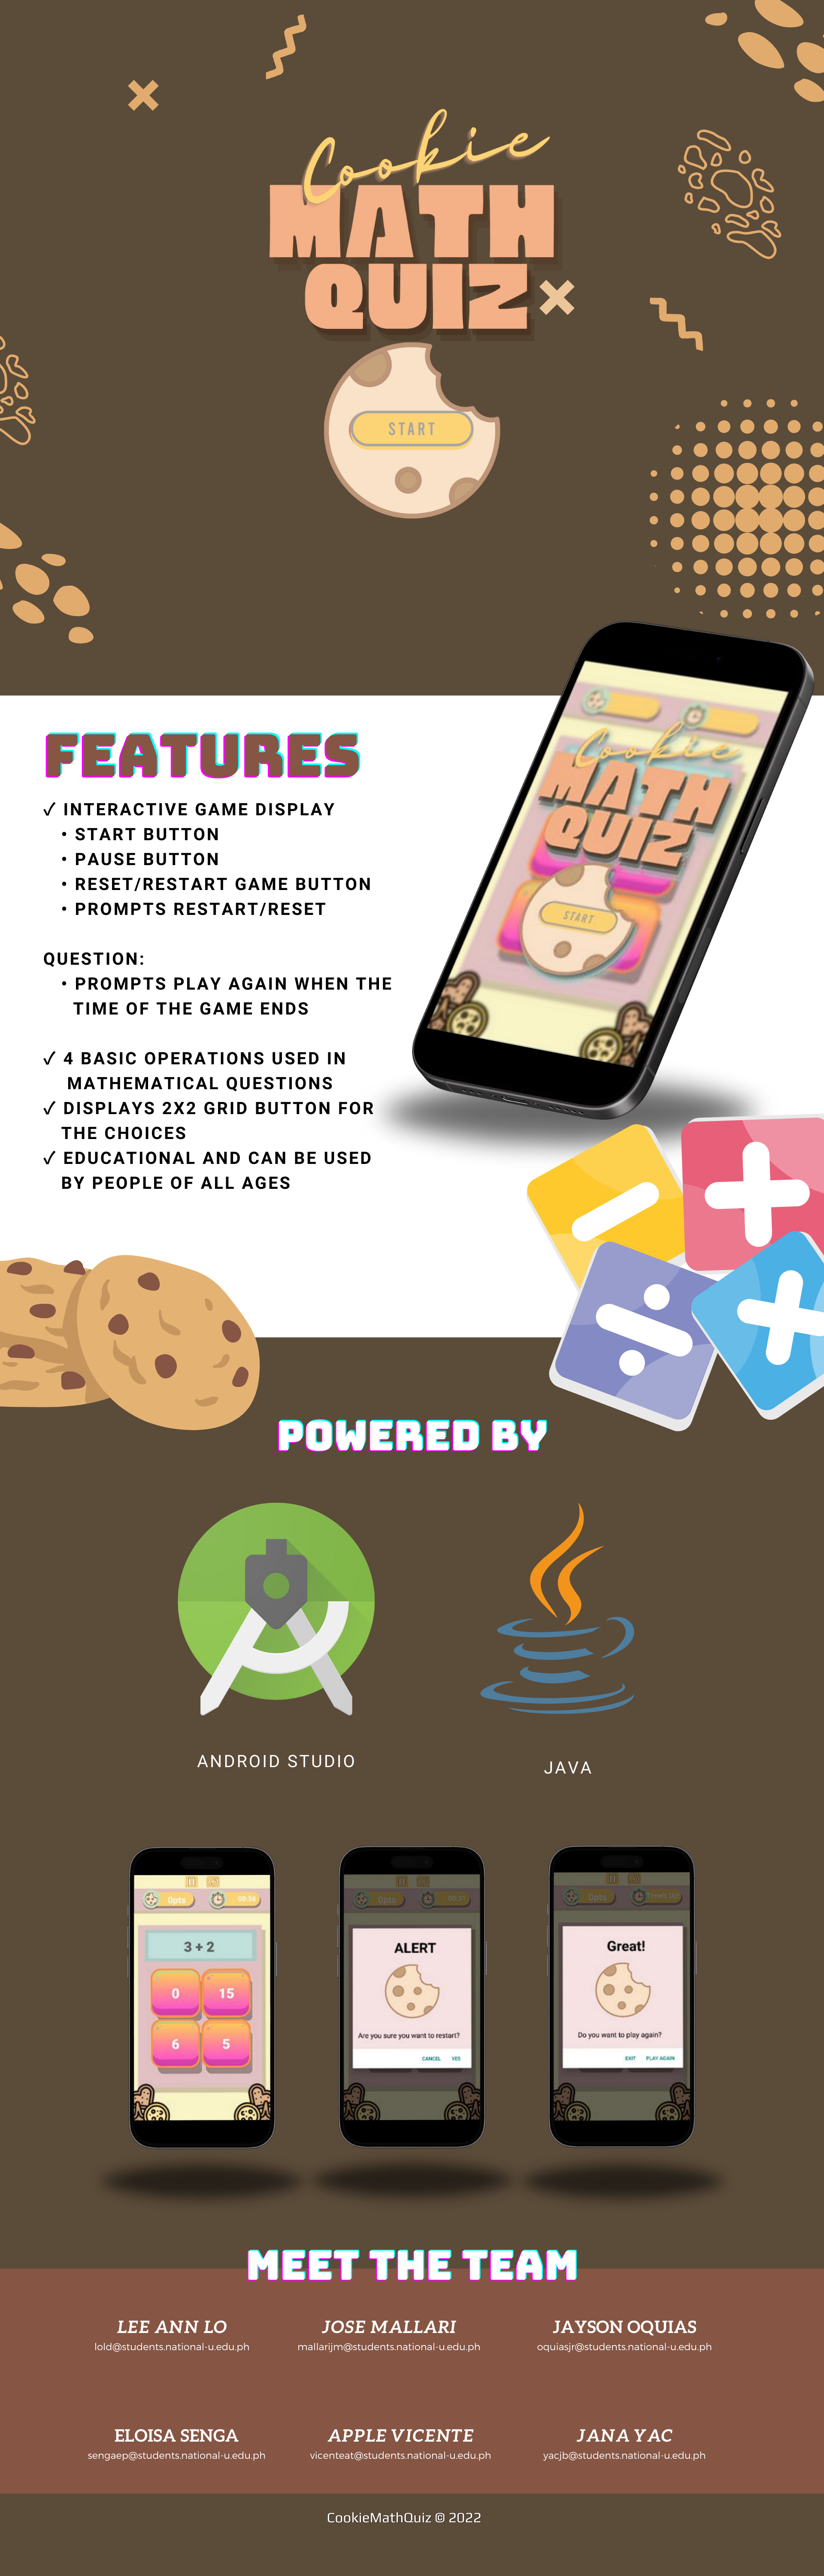 Cookie
MATH
QUIZ
START
FEATURES
✓ INTERACTIVE GAME DISPLAY
• START BUTTON
• PAUSE BUTTON
• RESET/RESTART GAME BUTTON
• PROMPTS RESTART/RESET
QUESTION:
• PROMPTS PLAY AGAIN WHEN THE
TIME OF THE GAME ENDS
✓ 4 BASIC OPERATIONS USED IN
MATHEMATICAL QUESTIONS
✓ DISPLAYS 2X2 GRID BUTTON FOR
THE CHOICES
✓ EDUCATIONAL AND CAN BE USED
BY PEOPLE OF ALL AGES
Cookie
MATH
QUIZ
START
POWERED BY
ANDROID STUDIO
JAVA
0pts
3 + 2
0 15
6 5
0pts
ALERT
Are you sure you want to restart?
CANCEL YES
0pts
Great!
Do you want to play again?
EXIT PLAY AGAIN
MEET THE TEAM
LEE ANN LO
lold@students.national-u.edu.ph
JOSE MALLARI
mallarijm@students.national-u.edu.ph
JAYSON OQUIAS
oquiasjr@students.national-u.edu.ph
ELOISA SENGA
sengaep@students.national-u.edu.ph
APPLE VICENTE
vicenteat@students.national-u.edu.ph
JANA YAC
yacjb@students.national-u.edu.ph
CookieMathQuiz © 2022